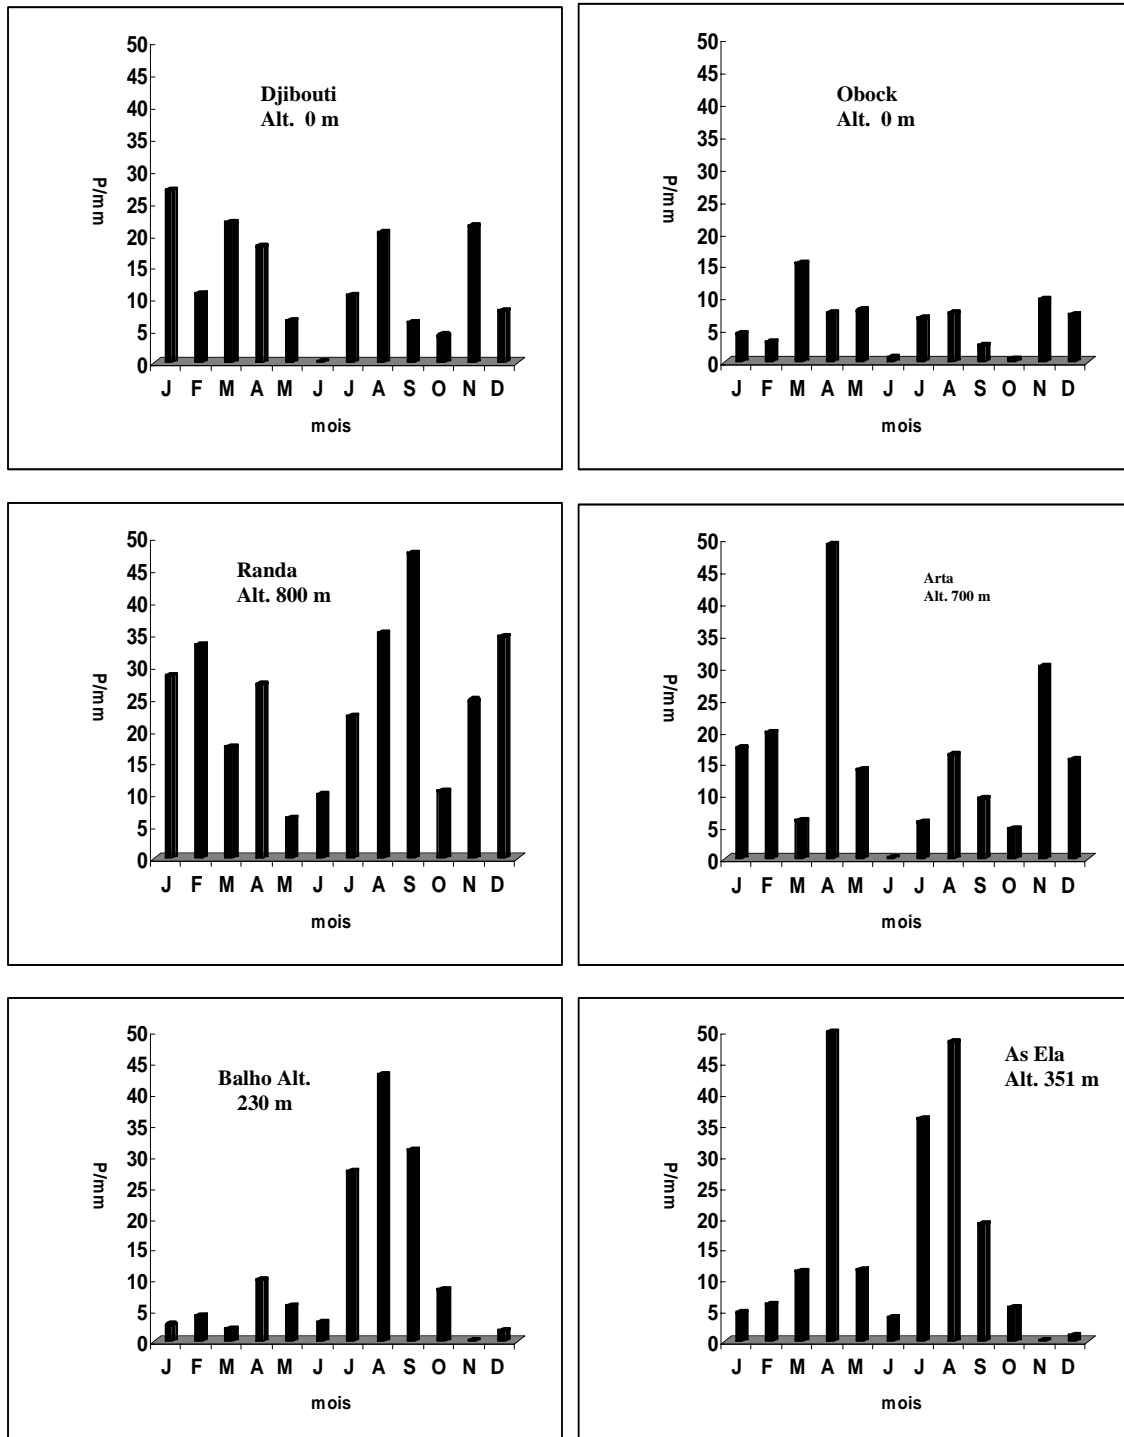 50
45
40
35
30
25
20
15
10
5
0
P/mm
Djibouti
Alt. 0 m
J F M A M J J A S O N D
mois
50
45
40
35
30
25
20
15
10
5
0
P/mm
Obock
Alt. 0 m
J F M A M J J A S O N D
mois
50
45
40
35
30
25
20
15
10
5
0
P/mm
Randa
Alt. 800 m
J F M A M J J A S O N D
mois
50
45
40
35
30
25
20
15
10
5
0
P/mm
Arta
Alt. 700 m
J F M A M J J A S O N D
mois
50
45
40
35
30
25
20
15
10
5
0
P/mm
Balho Alt.
230 m
J F M A M J J A S O N D
mois
50
45
40
35
30
25
20
15
10
5
0
P/mm
As Ela
Alt. 351 m
J F M A M J J A S O N D
mois